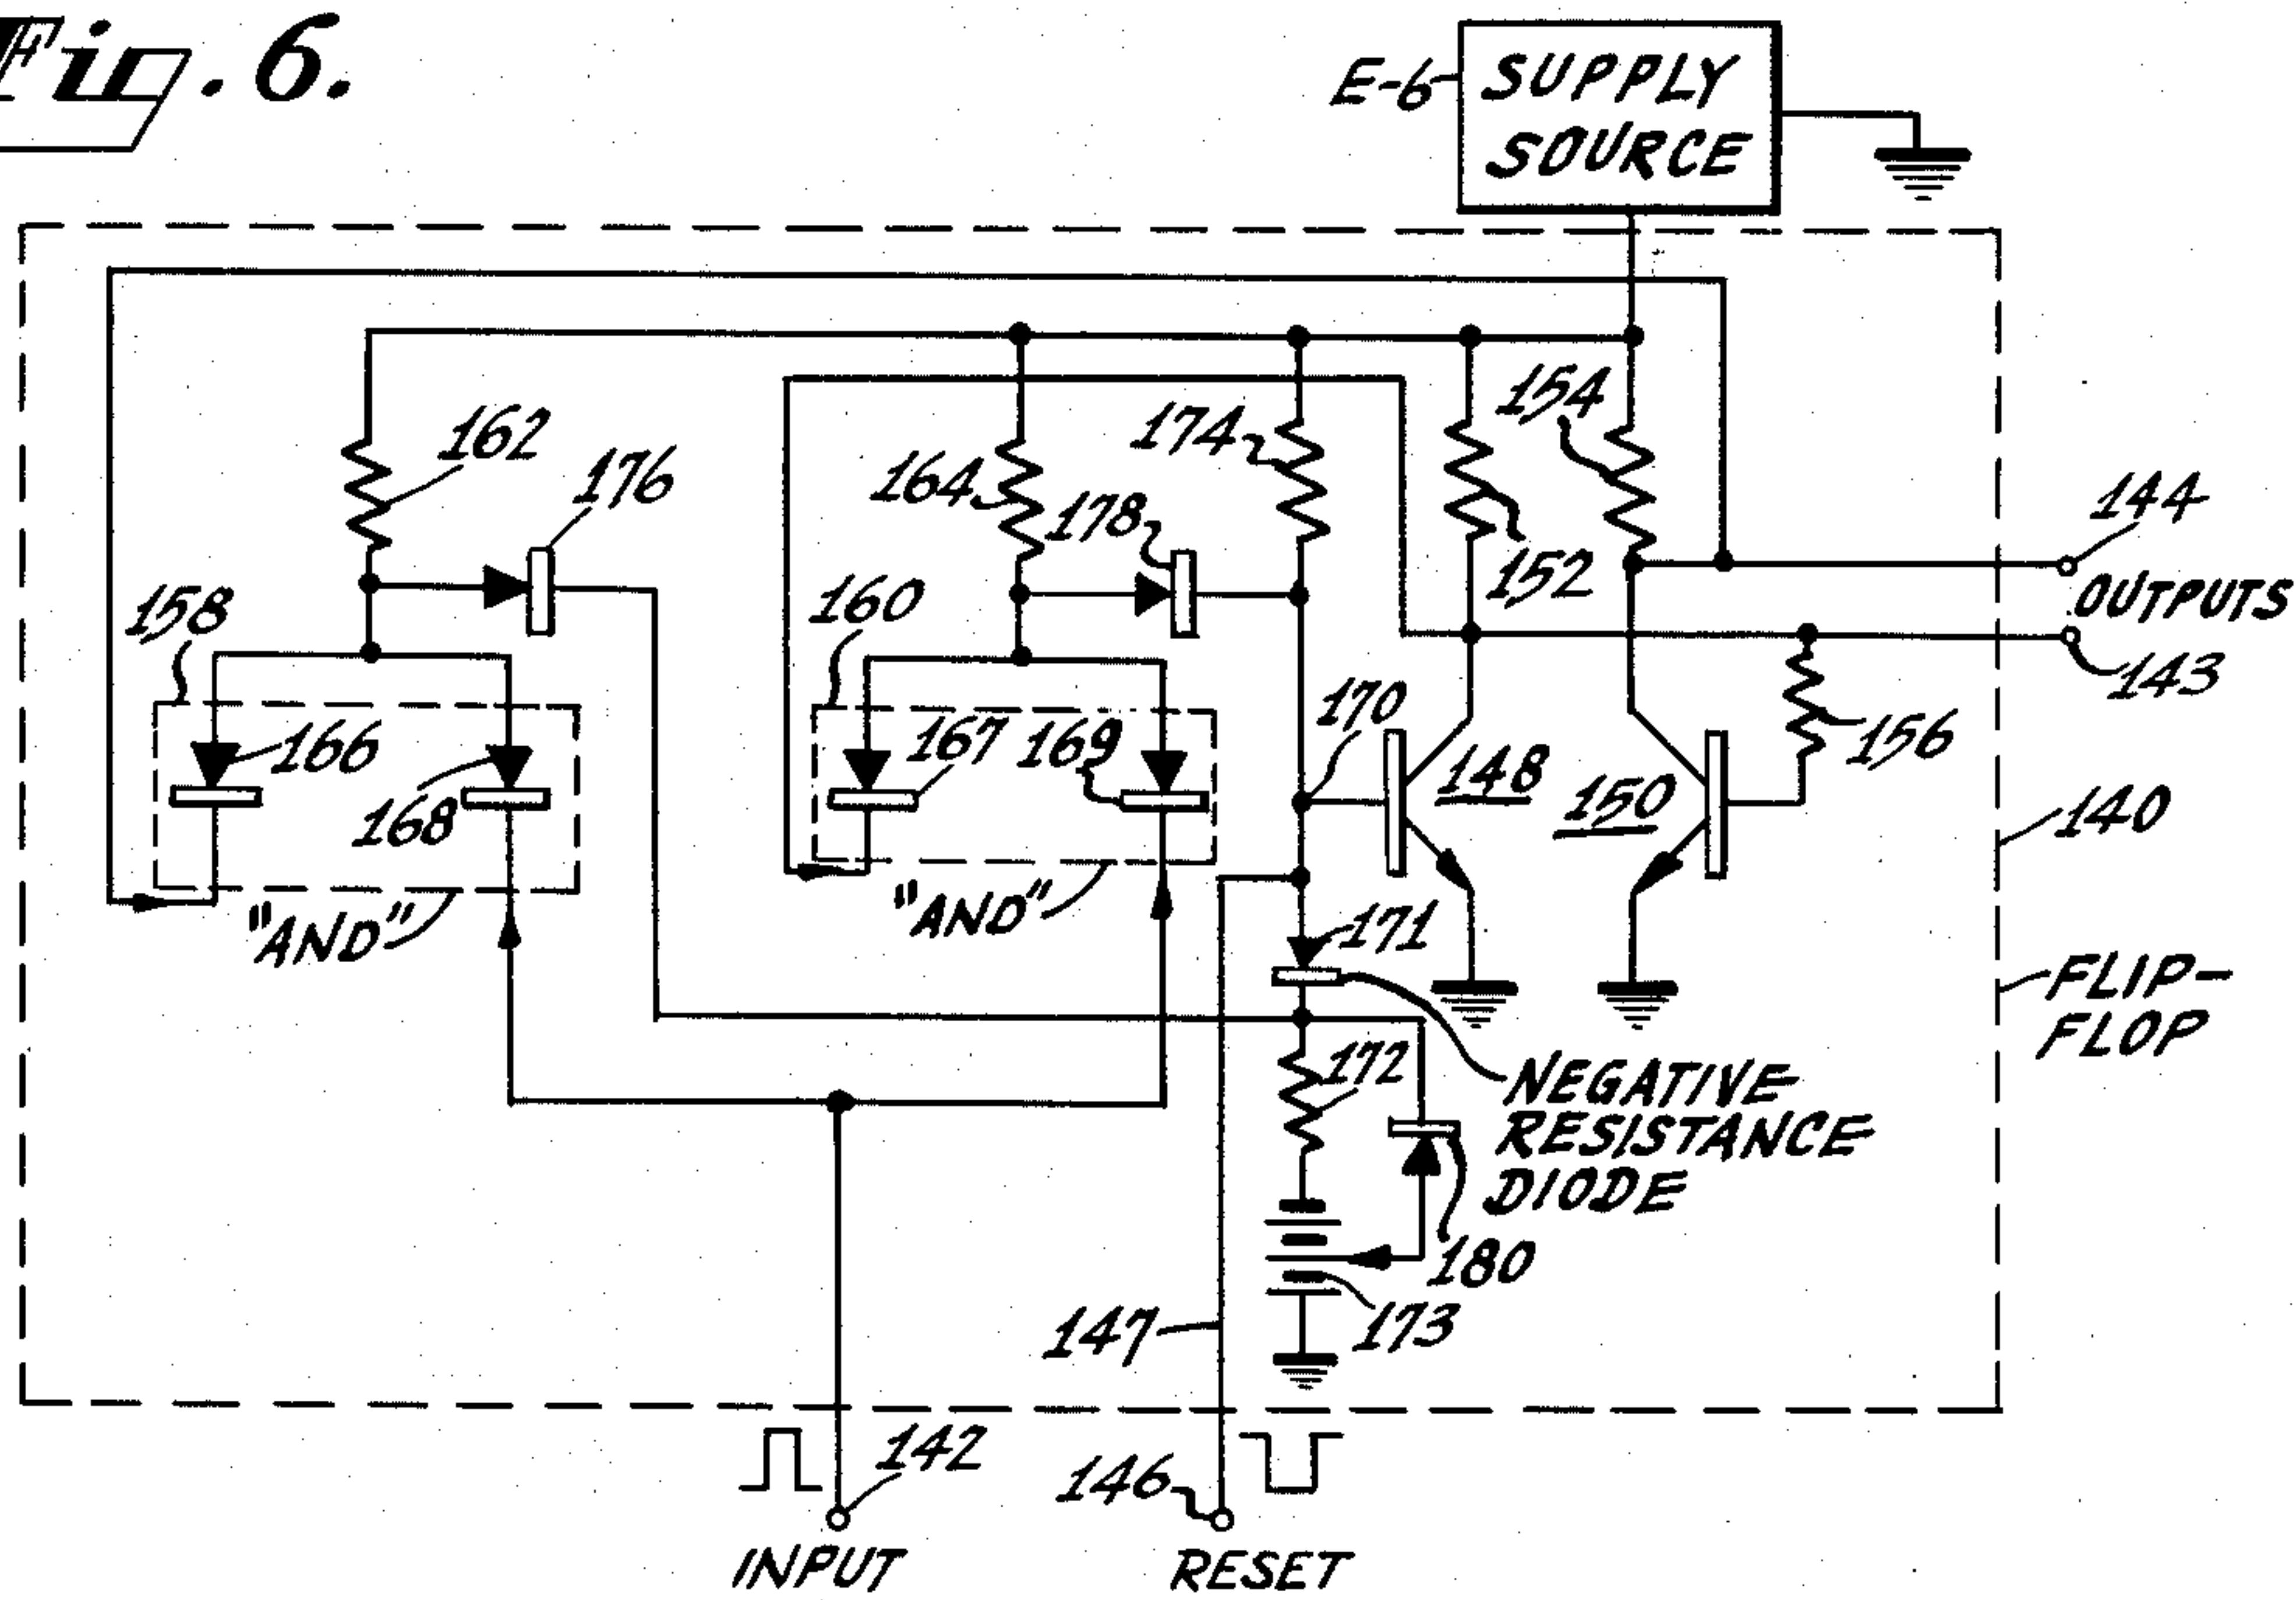 Fig. 6.
E-6
SUPPLY
SOURCE
154
174
162
176
164
178
144
152
OUTPUTS
158
160
143
170
166
167
169
148
150
156
168
140
"AND"
"AND"
171
FLIP-
FLOP
172
NEGATIVE
RESISTANCE
DIODE
180
147
173
142
146
INPUT
RESET